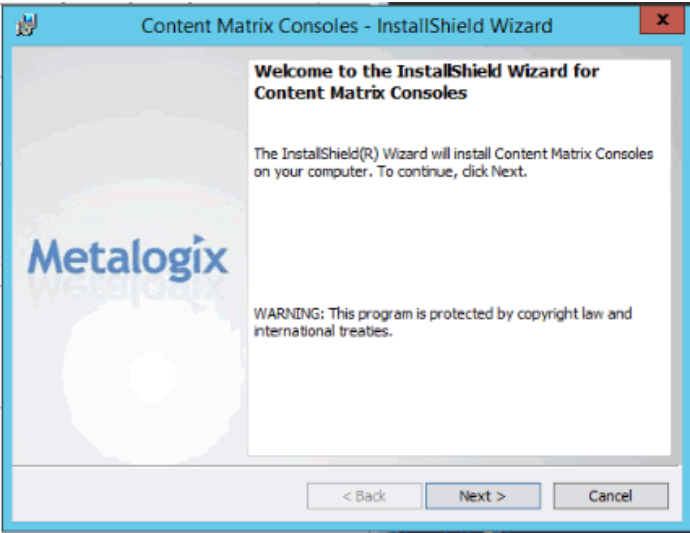 Content Matrix Consoles - InstallShield Wizard
x
Welcome to the InstallShield Wizard for
Content Matrix Consoles
The InstallShield(R) Wizard will install Content Matrix Consoles
on your computer. To continue, click Next.
Metalogix
WARNING: This program is protected by copyright law and
international treaties.
< Back
Next >
Cancel